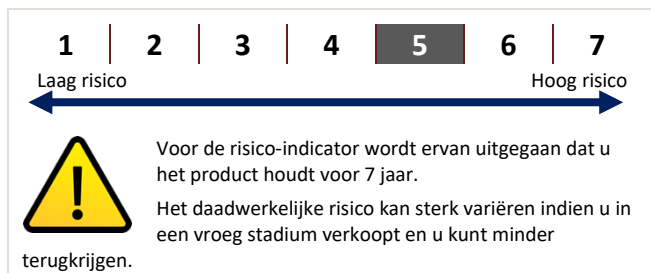 1 2 3 4 5 6 7
Laag risico Hoog risico
Voor de risico-indicator wordt ervan uitgegaan dat u
het product houdt voor 7 jaar.
Het daadwerkelijke risico kan sterk variëren indien u in
een vroeg stadium verkoopt en u kunt minder
terugkrijgen.